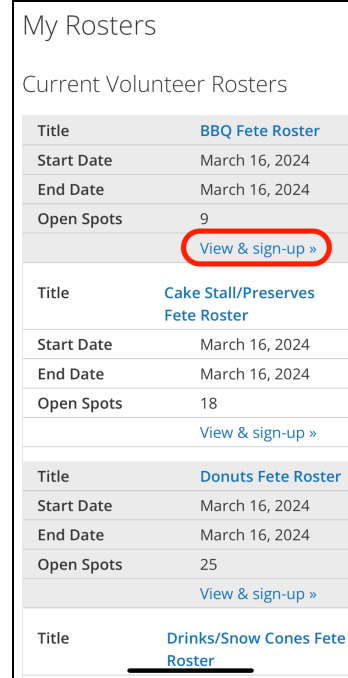 My Rosters
Current Volunteer Rosters
Title BBQ Fete Roster
Start Date March 16, 2024
End Date March 16, 2024
Open Spots 9
View & sign-up »
Title Cake Stall/Preserves
Fete Roster
Start Date March 16, 2024
End Date March 16, 2024
Open Spots 18
View & sign-up »
Title Donuts Fete Roster
Start Date March 16, 2024
End Date March 16, 2024
Open Spots 25
View & sign-up »
Title Drinks/Snow Cones Fete
Roster